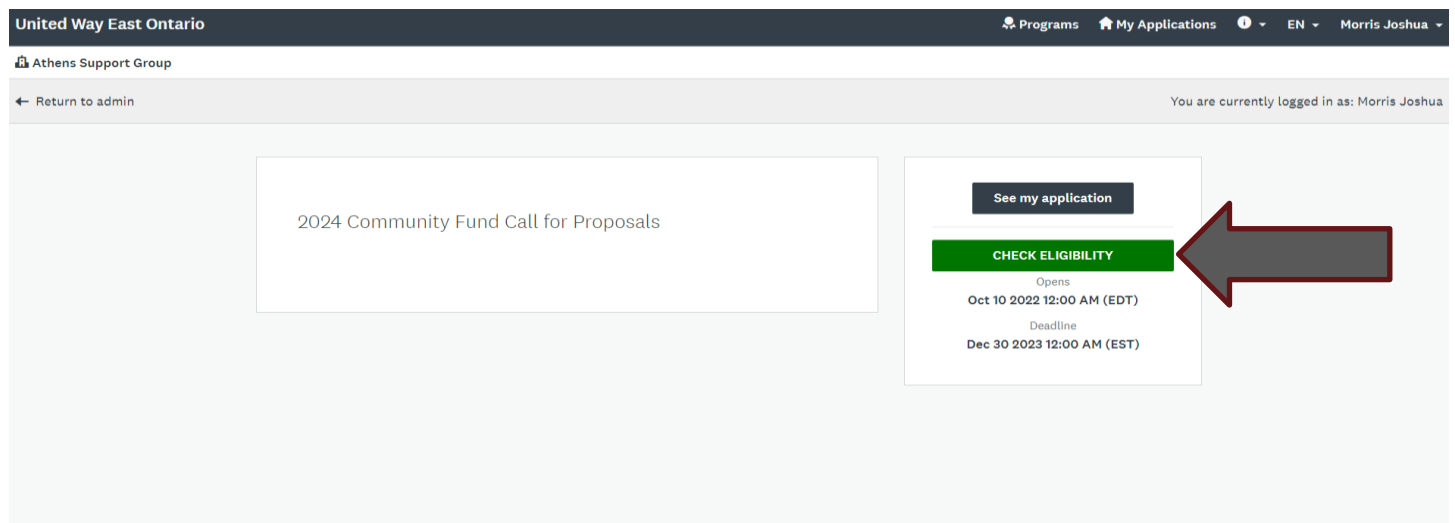 United Way East Ontario
Programs My Applications EN Morris Joshua
Athens Support Group
Return to admin
You are currently logged in as: Morris Joshua
2024 Community Fund Call for Proposals
See my application
CHECK ELIGIBILITY
Opens
Oct 10 2022 12:00 AM (EDT)
Deadline
Dec 30 2023 12:00 AM (EST)